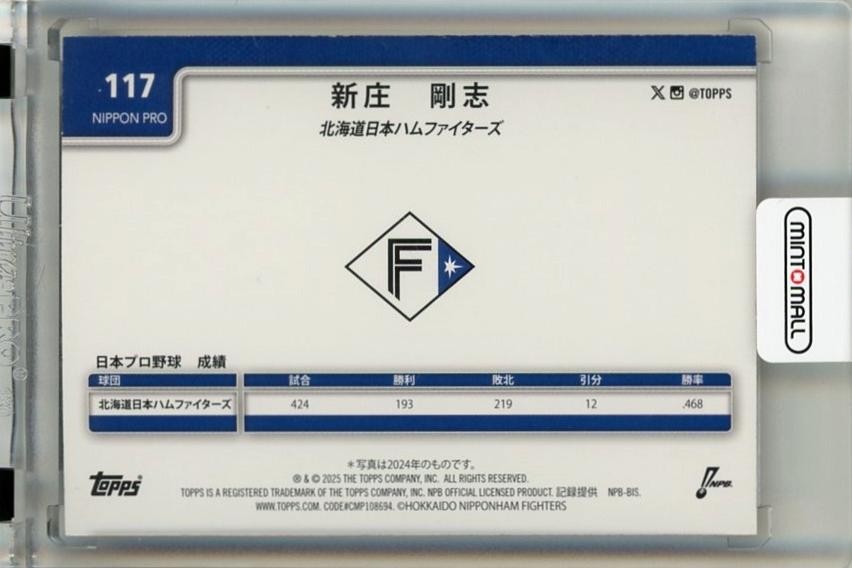 117
NIPPON PRO
新庄　剛志
@TOPPS
北海道日本ハムファイターズ
F
MINT MALL
日本プロ野球　成績
球団 試合 勝利 敗北 引分 勝率
北海道日本ハムファイターズ 424 193 219 12 .468
＊写真は2024年のものです。
® & © 2025 THE TOPPS COMPANY, INC. ALL RIGHTS RESERVED.
TOPPS IS A REGISTERED TRADEMARK OF THE TOPPS COMPANY, INC. NPB OFFICIAL LICENSED PRODUCT. 記録提供 NPB-BIS.
WWW.TOPPS.COM. CODE#CMP108694. ©HOKKAIDO NIPPONHAM FIGHTERS
TOPPS
NPB